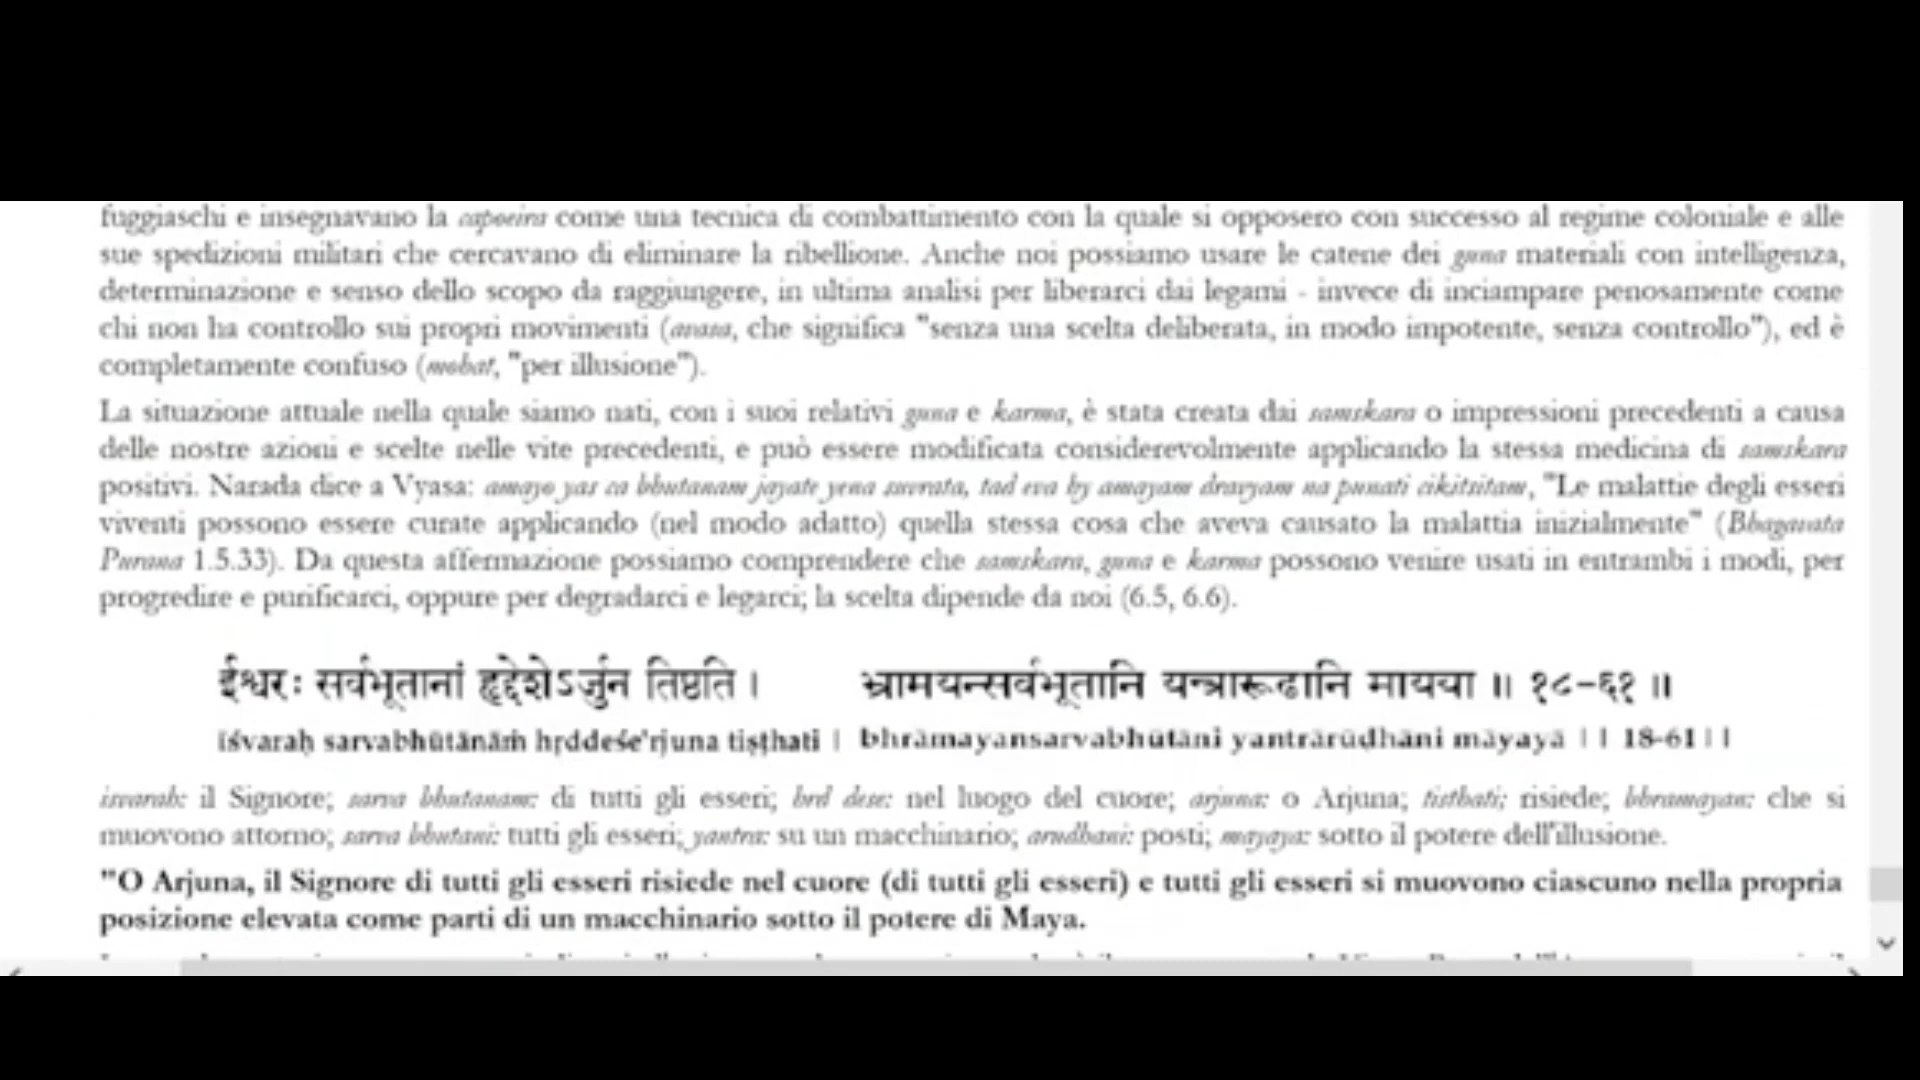 fuggiaschi e insegnavano la capoeira come una tecnica di combattimento con la quale si opposero con successo al regime coloniale e alle
sue spedizioni militari che cercavano di eliminare la ribellione. Anche noi possiamo usare le catene dei guna materiali con intelligenza,
determinazione e senso dello scopo da raggiungere, in ultima analisi per liberarci dai legami - invece di inciampare penosamente come
chi non ha controllo sui propri movimenti (avasa, che significa "senza una scelta deliberata, in modo impotente, senza controllo"), ed è
completamente confuso (mohat, "per illusione").
La situazione attuale nella quale siamo nati, con i suoi relativi guna e karma, è stata creata dai samskara o impressioni precedenti a causa
delle nostre azioni e scelte nelle vite precedenti, e può essere modificata considerevolmente applicando la stessa medicina di samskara
positivi. Narada dice a Vyasa: amayo yas ca bhutanam jayate yena suvrata, tad eva hy amayam dravyam na punati cikitsitam, "Le malattie degli esseri
viventi possono essere curate applicando (nel modo adatto) quella stessa cosa che aveva causato la malattia inizialmente" (Bhagavata
Purana 1.5.33). Da questa affermazione possiamo comprendere che samskara, guna e karma possono venire usati in entrambi i modi, per
progredire e purificarci, oppure per degradarci e legarci; la scelta dipende da noi (6.5, 6.6).
ईश्वरः सर्वभूतानां हृद्देशेऽर्जुन तिष्ठति । भ्रामयन्सर्वभूतानि यन्त्रारूढानि मायया ॥ १८-६१ ॥
īśvaraḥ sarvabhūtānāṁ hṛddeśe'rjuna tiṣṭhati | bhrāmayansarvabhūtāni yantrārūḍhāni māyayā || 18-61||
isvarah: il Signore; sarva bhutanam: di tutti gli esseri; hrd dese: nel luogo del cuore; arjuna: o Arjuna; tisthati; risiede; bhramayan: che si
muovono attorno; sarva bhutani: tutti gli esseri; yantra: su un macchinario; arudhani: posti; mayaya: sotto il potere dell'illusione.
"O Arjuna, il Signore di tutti gli esseri risiede nel cuore (di tutti gli esseri) e tutti gli esseri si muovono ciascuno nella propria
posizione elevata come parti di un macchinario sotto il potere di Maya.